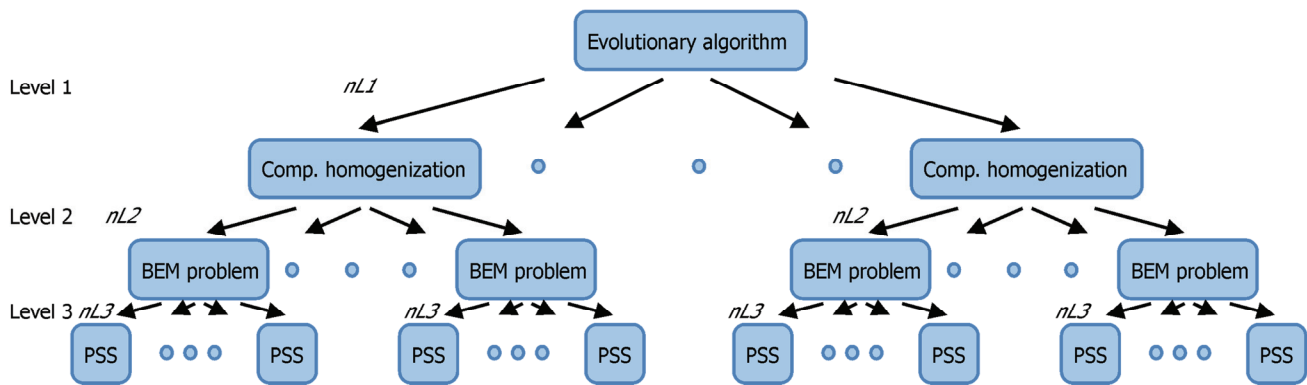 Evolutionary algorithm
Level 1
nL1
Comp. homogenization
Comp. homogenization
Level 2
nL2
nL2
BEM problem
BEM problem
BEM problem
BEM problem
Level 3
nL3
nL3
nL3
nL3
PSS
PSS
PSS
PSS
PSS
PSS
PSS
PSS